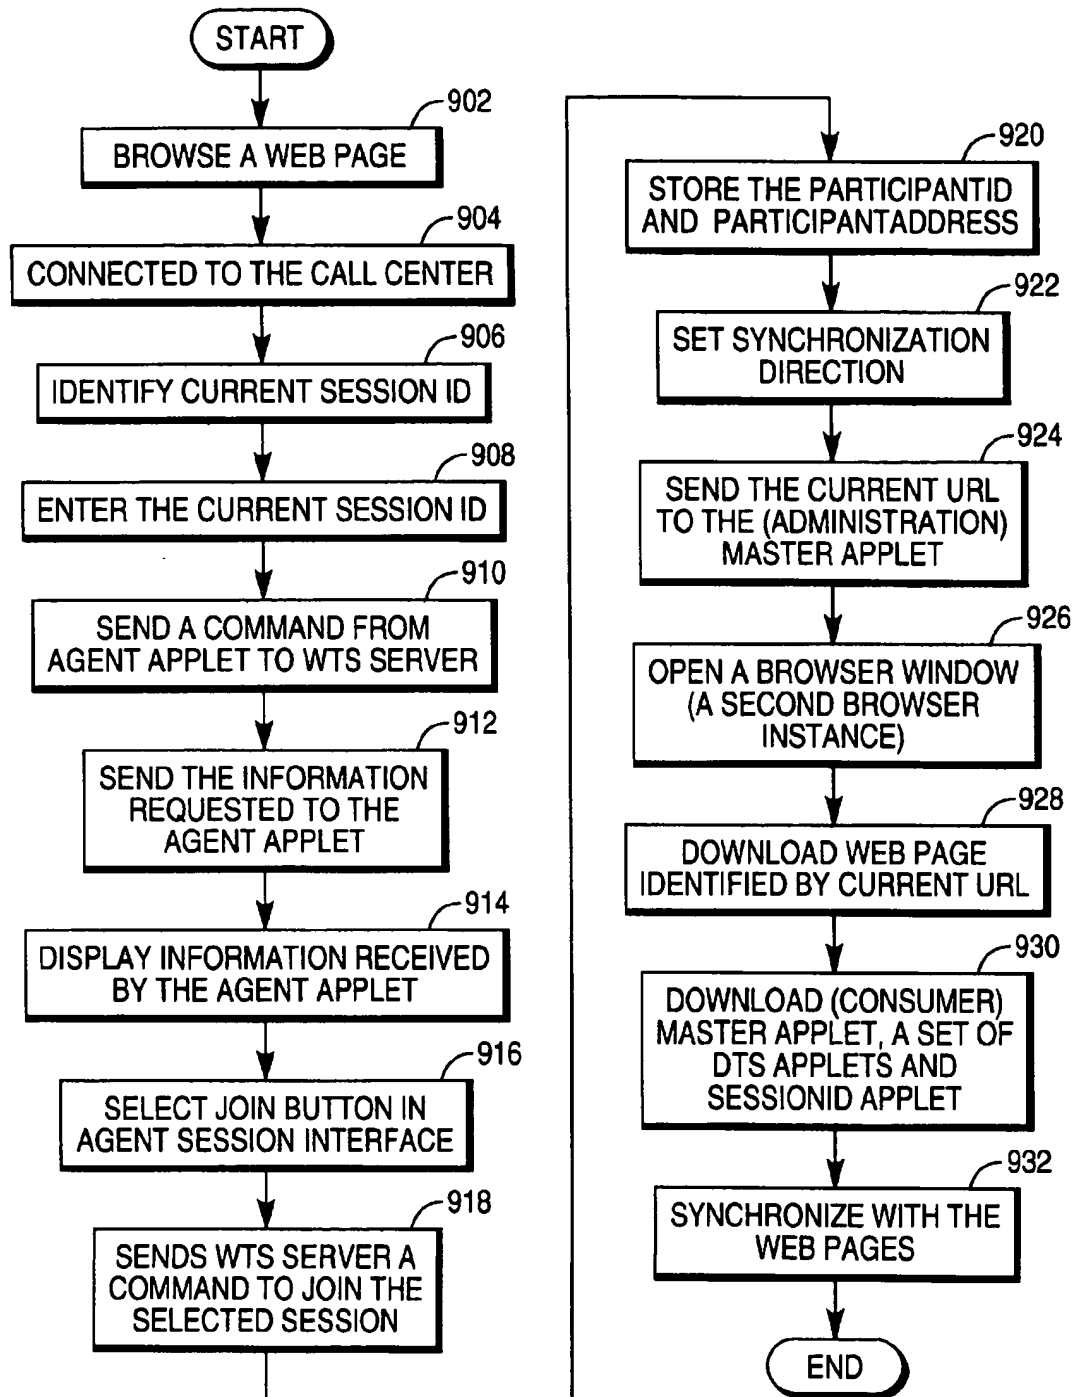 START
902
BROWSE A WEB PAGE
904
CONNECTED TO THE CALL CENTER
906
IDENTIFY CURRENT SESSION ID
908
ENTER THE CURRENT SESSION ID
910
SEND A COMMAND FROM
AGENT APPLET TO WTS SERVER
912
SEND THE INFORMATION
REQUESTED TO THE
AGENT APPLET
914
DISPLAY INFORMATION RECEIVED
BY THE AGENT APPLET
916
SELECT JOIN BUTTON IN
AGENT SESSION INTERFACE
918
SENDS WTS SERVER A
COMMAND TO JOIN THE
SELECTED SESSION
920
STORE THE PARTICIPANTID
AND PARTICIPANTADDRESS
922
SET SYNCHRONIZATION
DIRECTION
924
SEND THE CURRENT URL
TO THE (ADMINISTRATION)
MASTER APPLET
926
OPEN A BROWSER WINDOW
(A SECOND BROWSER
INSTANCE)
928
DOWNLOAD WEB PAGE
IDENTIFIED BY CURRENT URL
930
DOWNLOAD (CONSUMER)
MASTER APPLET, A SET OF
DTS APPLETS AND
SESSIONID APPLET
932
SYNCHRONIZE WITH THE
WEB PAGES
END